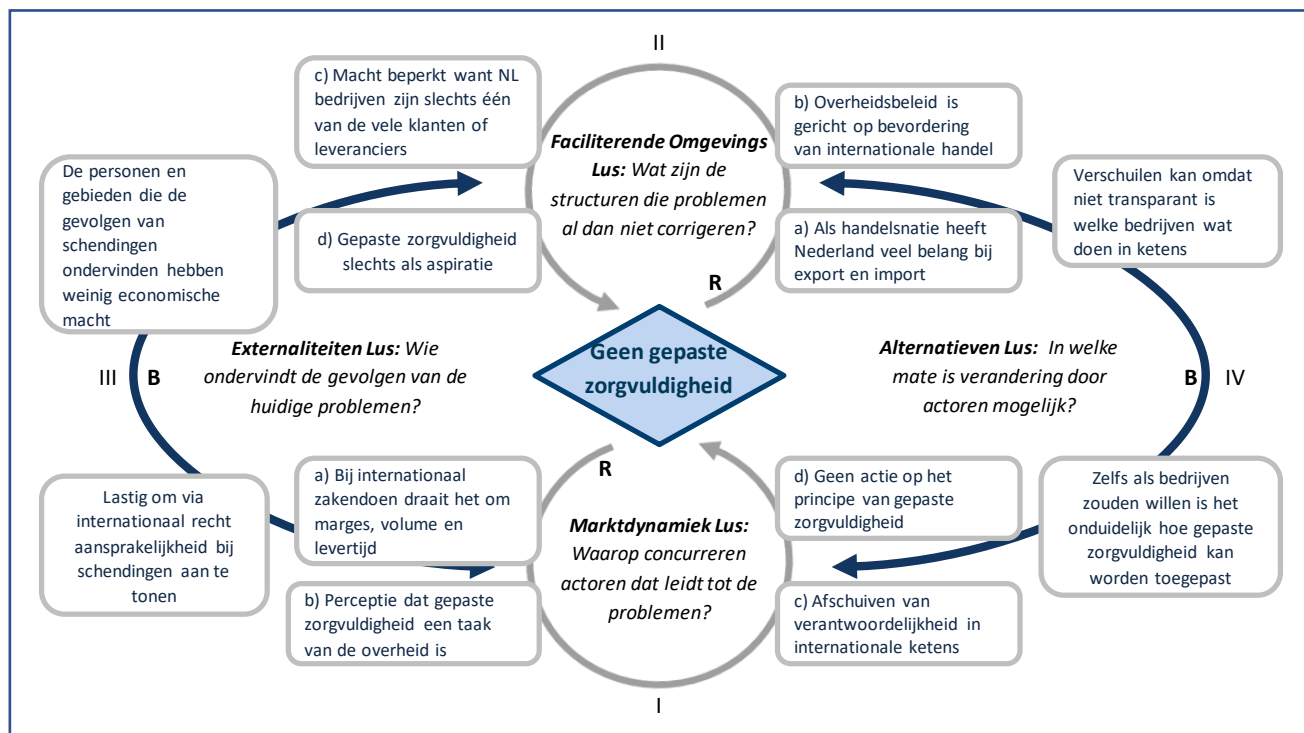 II
c) Macht beperkt want NL
bedrijven zijn slechts één
van de vele klanten of
leveranciers
b) Overheidsbeleid is
gericht op bevordering
van internationale handel
Faciliterende Omgevings
Lus: Wat zijn de
structuren die problemen
al dan niet corrigeren?
De personen en
gebieden die de
gevolgen van
schendingen
ondervinden hebben
weinig economische
macht
Verschuilen kan omdat
niet transparant is
welke bedrijven wat
doen in ketens
d) Gepaste zorgvuldigheid
slechts als aspiratie
a) Als handelsnatie heeft
Nederland veel belang bij
export en import
R
Externaliteiten Lus: Wie
ondervindt de gevolgen van de
huidige problemen?
Geen gepaste
zorgvuldigheid
Alternatieven Lus: In welke
mate is verandering door
actoren mogelijk?
III
B
B
IV
R
a) Bij internationaal
zakendoen draait het om
marges, volume en
levertijd
d) Geen actie op het
principe van gepaste
zorgvuldigheid
Lastig om via
internationaal recht
aansprakelijkheid bij
schendingen aan te
tonen
Marktdynamiek Lus:
Waarop concurreren
actoren dat leidt tot de
problemen?
Zelfs als bedrijven
zouden willen is het
onduidelijk hoe gepaste
zorgvuldigheid kan
worden toegepast
b) Perceptie dat gepaste
zorgvuldigheid een taak
van de overheid is
c) Afschuiven van
verantwoordelijkheid in
internationale ketens
I